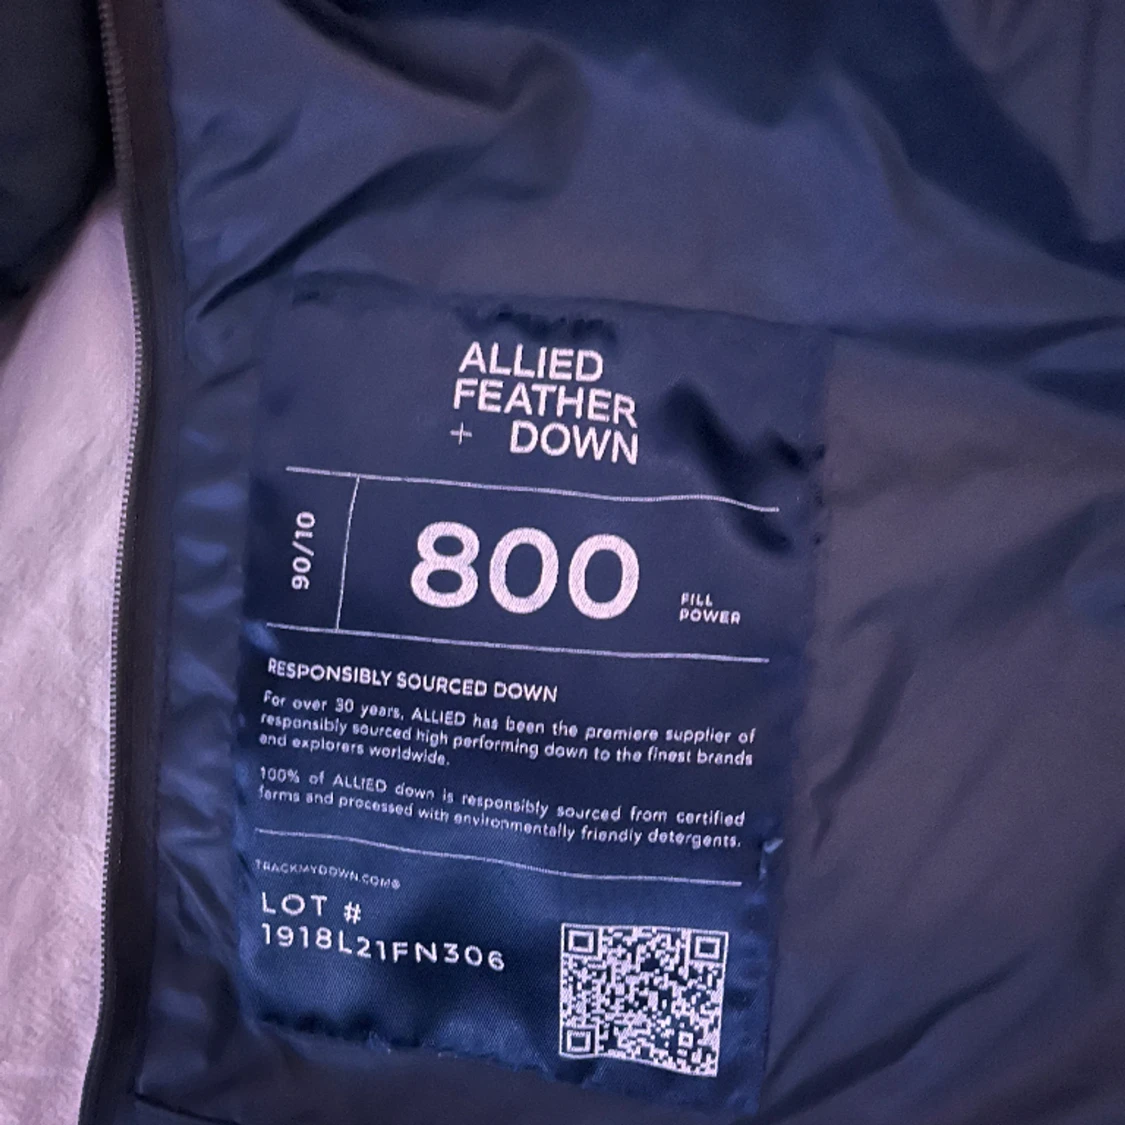 ALLIED
FEATHER
+ DOWN
90/10
800
FILL
POWER
RESPONSIBLY SOURCED DOWN
For over 30 years, ALLIED has been the premiere supplier of
responsibly sourced high performing down to the finest brands
and explorers worldwide.
100% of ALLIED down is responsibly sourced from certified
farms and processed with environmentally friendly detergents.
TRACKMYDOWN.COM®
LOT #
1918L21FN306